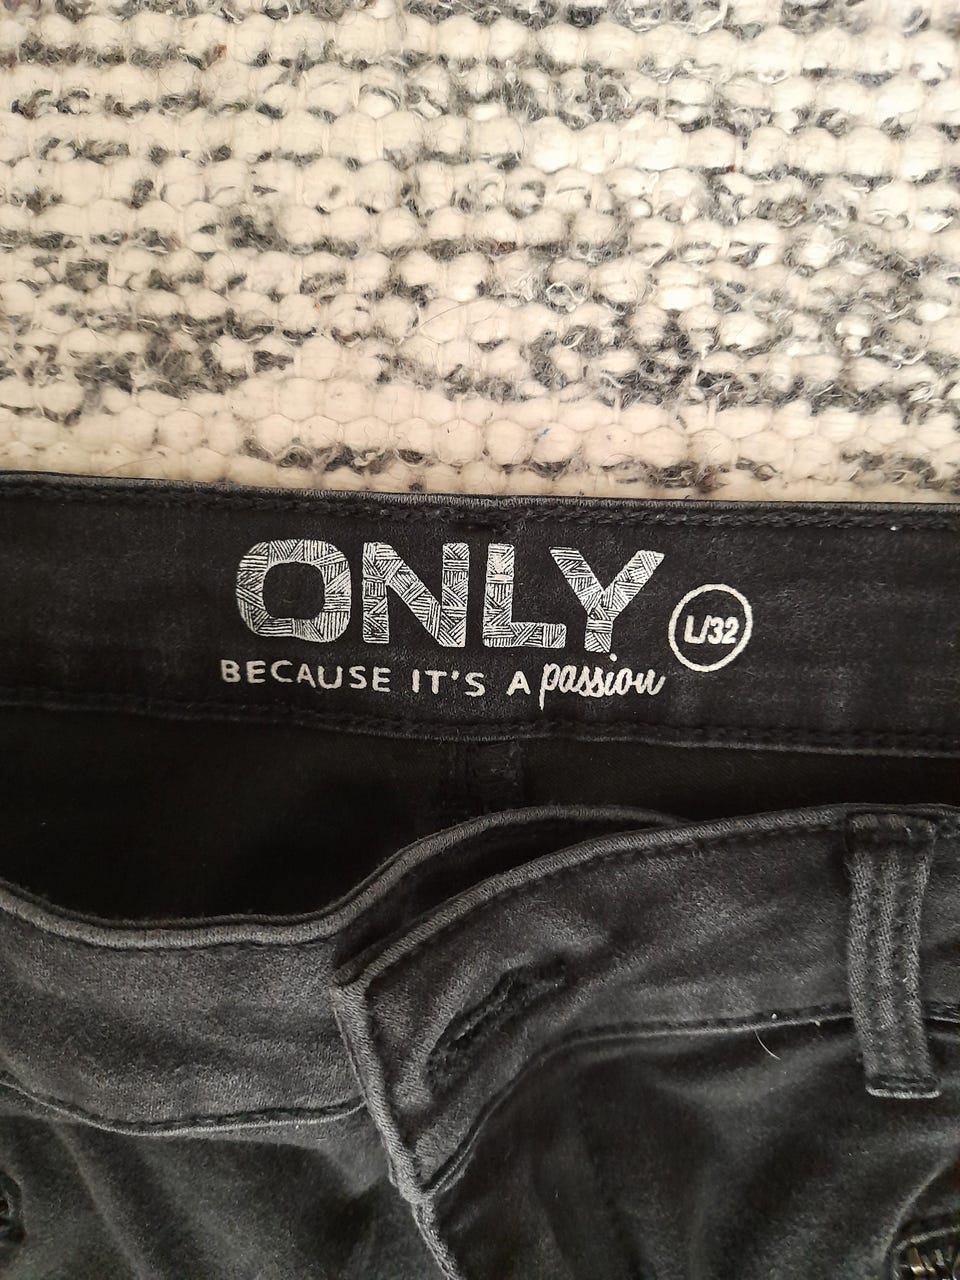 ONLY
L/32
BECAUSE IT'S A passion